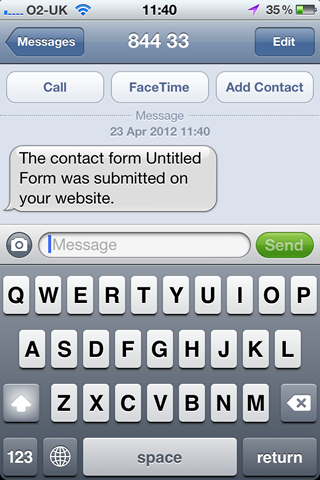 O2-UK 11:40 35%
Messages 844 33 Edit
Call FaceTime Add Contact
Message
23 Apr 2012 11:40
The contact form Untitled
Form was submitted on
your website.
Message Send
Q W E R T Y U I O P
A S D F G H J K L
Z X C V B N M
123 space return